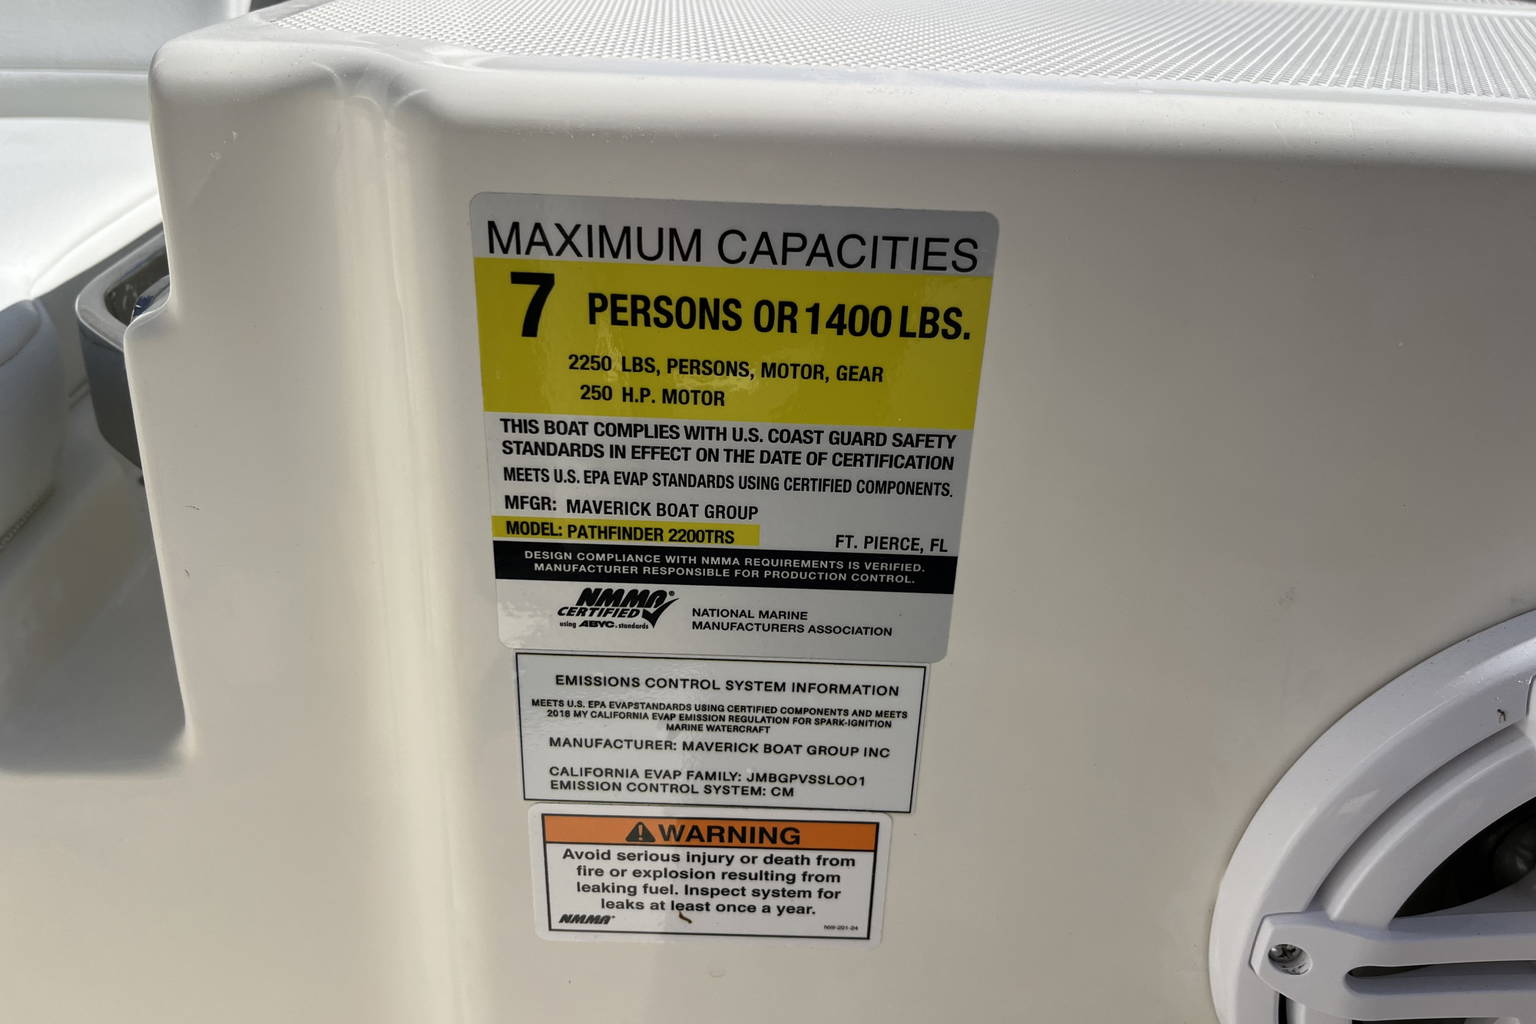 MAXIMUM CAPACITIES
7 PERSONS OR 1400 LBS.
2250 LBS, PERSONS, MOTOR, GEAR
250 H.P. MOTOR
THIS BOAT COMPLIES WITH U.S. COAST GUARD SAFETY
STANDARDS IN EFFECT ON THE DATE OF CERTIFICATION
MEETS U.S. EPA EVAP STANDARDS USING CERTIFIED COMPONENTS.
MFGR: MAVERICK BOAT GROUP
MODEL: PATHFINDER 2200TRS
FT. PIERCE, FL
DESIGN COMPLIANCE WITH NMMA REQUIREMENTS IS VERIFIED.
MANUFACTURER RESPONSIBLE FOR PRODUCTION CONTROL.
NMMA®
CERTIFIED
using ABYC. standards
NATIONAL MARINE
MANUFACTURERS ASSOCIATION
EMISSIONS CONTROL SYSTEM INFORMATION
MEETS U.S. EPA EVAPSTANDARDS USING CERTIFIED COMPONENTS AND MEETS
2018 MY CALIFORNIA EVAP EMISSION REGULATION FOR SPARK-IGNITION
MARINE WATERCRAFT
MANUFACTURER: MAVERICK BOAT GROUP INC
CALIFORNIA EVAP FAMILY: JMBGPVSSLOO1
EMISSION CONTROL SYSTEM: CM
WARNING
Avoid serious injury or death from
fire or explosion resulting from
leaking fuel. Inspect system for
leaks at least once a year.
NMMA